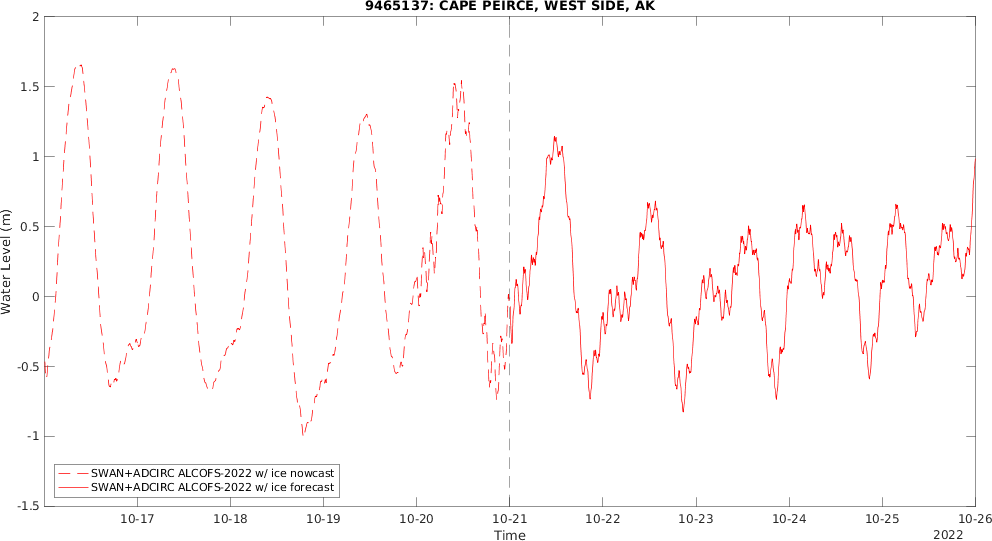 9465137: CAPE PEIRCE, WEST SIDE, AK
2
1.5
1
0.5
0
-0.5
-1
-1.5
Water Level (m)
SWAN+ADCIRC ALCOFS-2022 w/ ice nowcast
SWAN+ADCIRC ALCOFS-2022 w/ ice forecast
10-17 10-18 10-19 10-20 10-21 10-22 10-23 10-24 10-25 10-26
Time
2022